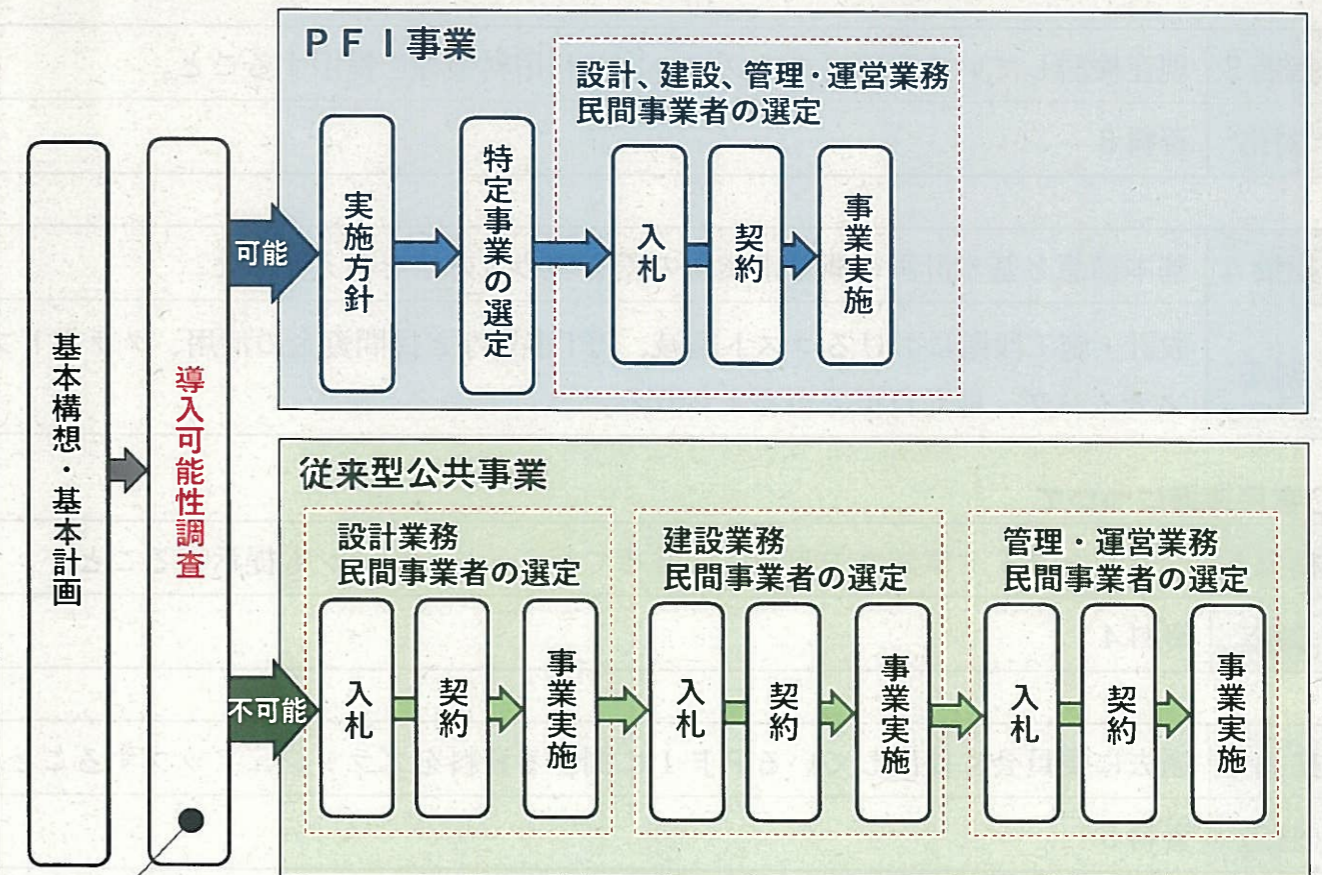 PFI事業
設計、建設、管理・運営業務
民間事業者の選定
基本構想・基本計画
導入可能性調査
可能
実施方針
特定事業の選定
入札
契約
事業実施
従来型公共事業
設計業務
民間事業者の選定
建設業務
民間事業者の選定
管理・運営業務
民間事業者の選定
不可能
入札
契約
事業実施
入札
契約
事業実施
入札
契約
事業実施